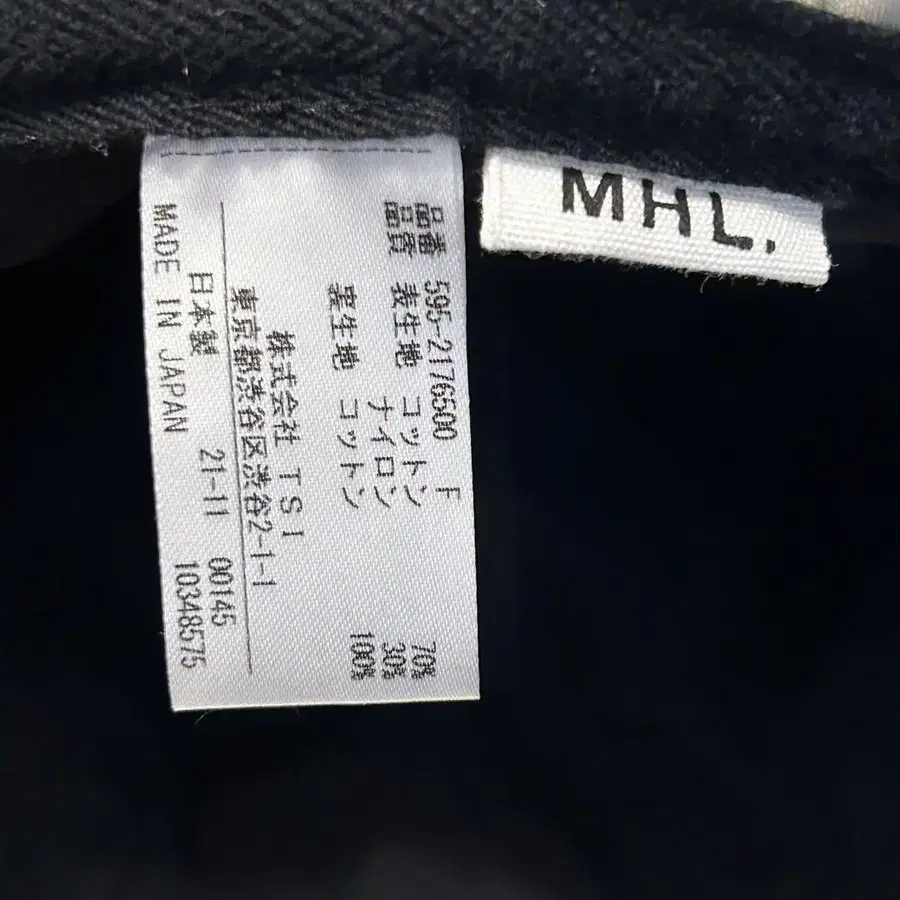 MHL.
品番 595-2176500 F
品質 表生地 コットン 70%
ナイロン 30%
裏生地 コットン 100%
株式会社 TSI
東京都渋谷区渋谷2-1-1
日本製 21-11 00145
MADE IN JAPAN 10348575